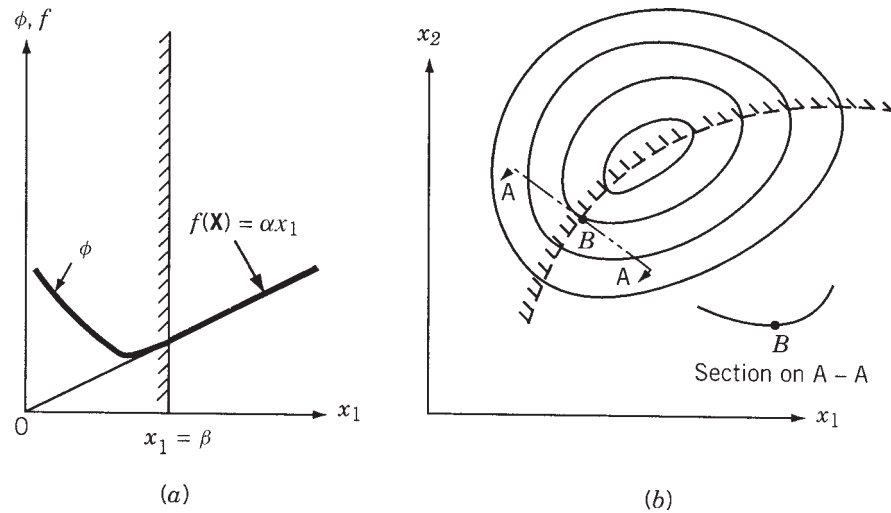 ϕ, f
ϕ
f(X) = αx₁
O
x₁
x₁ = β
(a)
x₂
A
B
A
B
Section on A – A
x₁
(b)